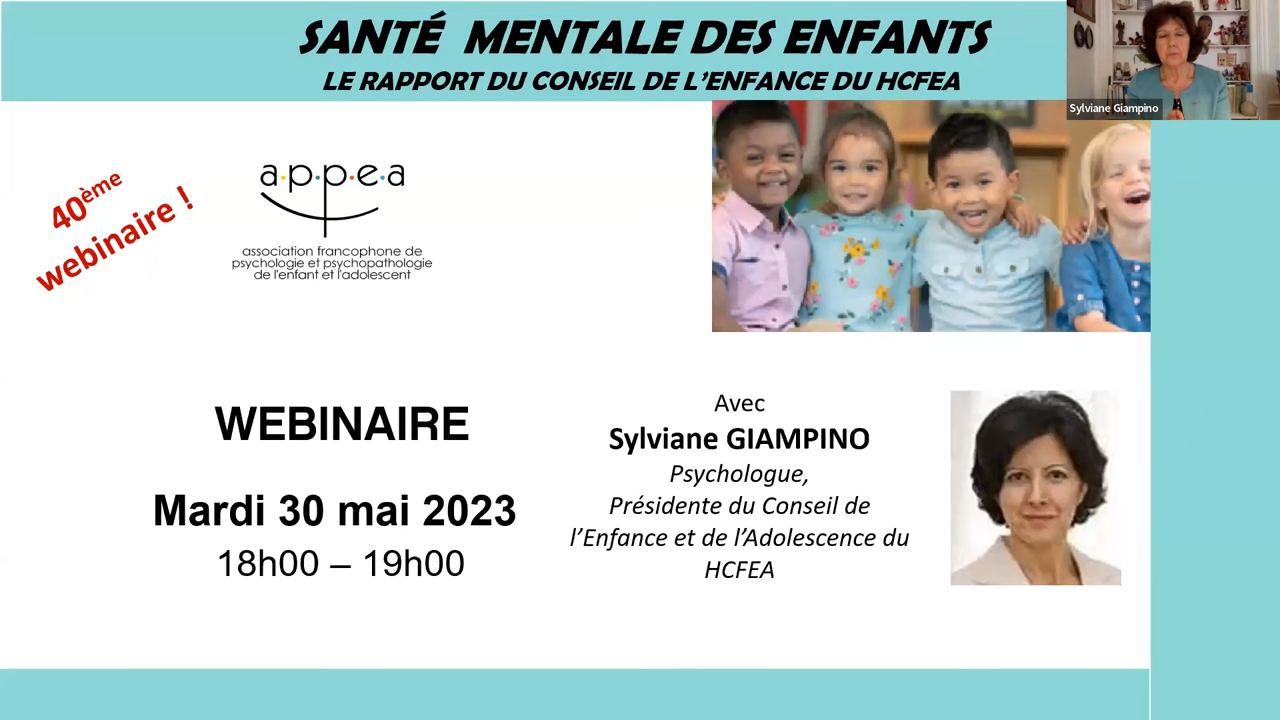 SANTÉ MENTALE DES ENFANTS
LE RAPPORT DU CONSEIL DE L'ENFANCE DU HCFEA
Sylviane Giampino
40ème
webinaire !
a·p·p·e·a
association francophone de
psychologie et psychopathologie
de l'enfant et l'adolescent
WEBINAIRE
Mardi 30 mai 2023
18h00 – 19h00
Avec
Sylviane GIAMPINO
Psychologue,
Présidente du Conseil de
l'Enfance et de l'Adolescence du
HCFEA